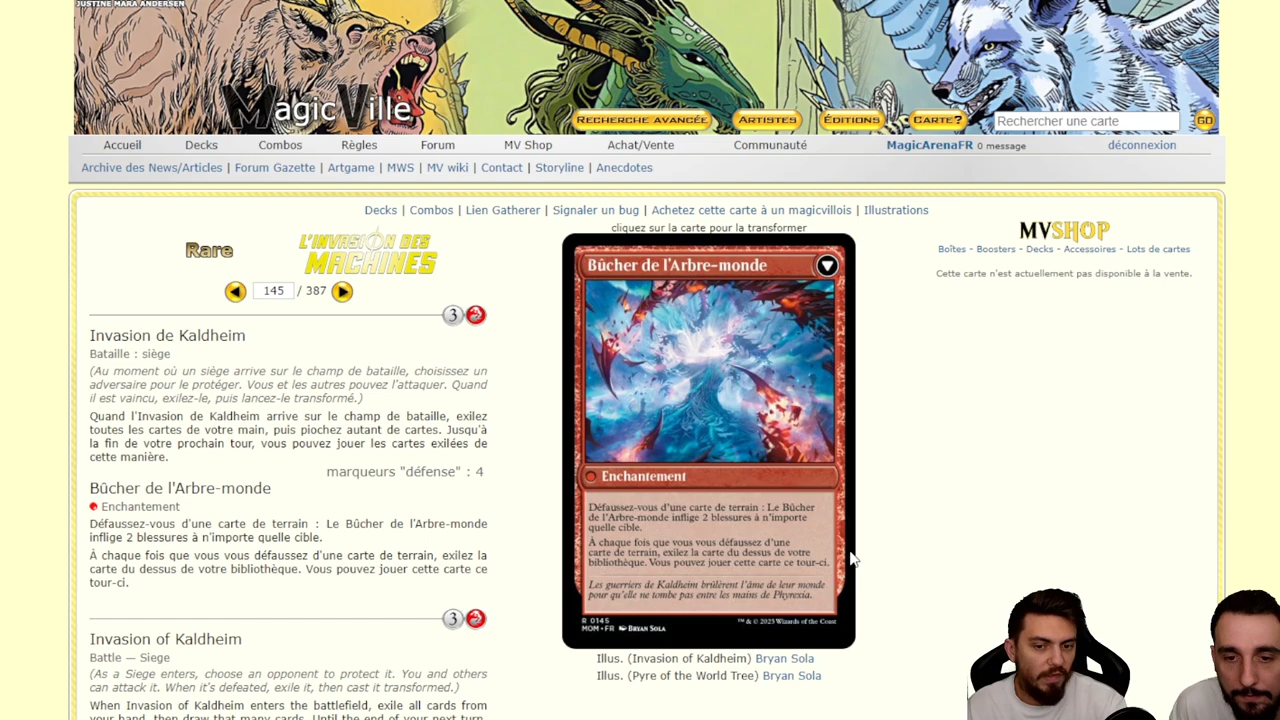 JUSTINE MARA ANDERSEN
MagicVille
RECHERCHE AVANCÉE
ARTISTES
ÉDITIONS
CARTE?
Rechercher une carte
GO
Accueil
Decks
Combos
Règles
Forum
MV Shop
Achat/Vente
Communauté
MagicArenaFR 0 message
déconnexion
Archive des News/Articles | Forum Gazette | Artgame | MWS | MV wiki | Contact | Storyline | Anecdotes
Decks | Combos | Lien Gatherer | Signaler un bug | Achetez cette carte à un magicvillois | Illustrations
cliquez sur la carte pour la transformer
Rare
L'INVASION DES
MACHINES
145 / 387
3
Invasion de Kaldheim
Bataille : siège
(Au moment où un siège arrive sur le champ de bataille, choisissez un
adversaire pour le protéger. Vous et les autres pouvez l'attaquer. Quand
il est vaincu, exilez-le, puis lancez-le transformé.)
Quand l'Invasion de Kaldheim arrive sur le champ de bataille, exilez
toutes les cartes de votre main, puis piochez autant de cartes. Jusqu'à
la fin de votre prochain tour, vous pouvez jouer les cartes exilées de
cette manière.
marqueurs "défense" : 4
Bûcher de l'Arbre-monde
Enchantement
Défaussez-vous d'une carte de terrain : Le Bûcher de l'Arbre-monde
inflige 2 blessures à n'importe quelle cible.
À chaque fois que vous vous défaussez d'une carte de terrain, exilez la
carte du dessus de votre bibliothèque. Vous pouvez jouer cette carte ce
tour-ci.
3
Invasion of Kaldheim
Battle — Siege
(As a Siege enters, choose an opponent to protect it. You and others
can attack it. When it's defeated, exile it, then cast it transformed.)
When Invasion of Kaldheim enters the battlefield, exile all cards from
your hand, then draw that many cards. Until the end of your next turn,
Bûcher de l'Arbre-monde
Enchantement
Défaussez-vous d'une carte de terrain : Le Bûcher
de l'Arbre-monde inflige 2 blessures à n'importe
quelle cible.
À chaque fois que vous vous défaussez d'une
carte de terrain, exilez la carte du dessus de votre
bibliothèque. Vous pouvez jouer cette carte ce tour-ci.
Les guerriers de Kaldheim brûlèrent l'âme de leur monde
pour qu'elle ne tombe pas entre les mains de Phyrexia.
R 0145
MOM • FR BRYAN SOLA
™ & © 2023 Wizards of the Coast
Illus. (Invasion of Kaldheim) Bryan Sola
Illus. (Pyre of the World Tree) Bryan Sola
MVSHOP
Boîtes - Boosters - Decks - Accessoires - Lots de cartes
Cette carte n'est actuellement pas disponible à la vente.